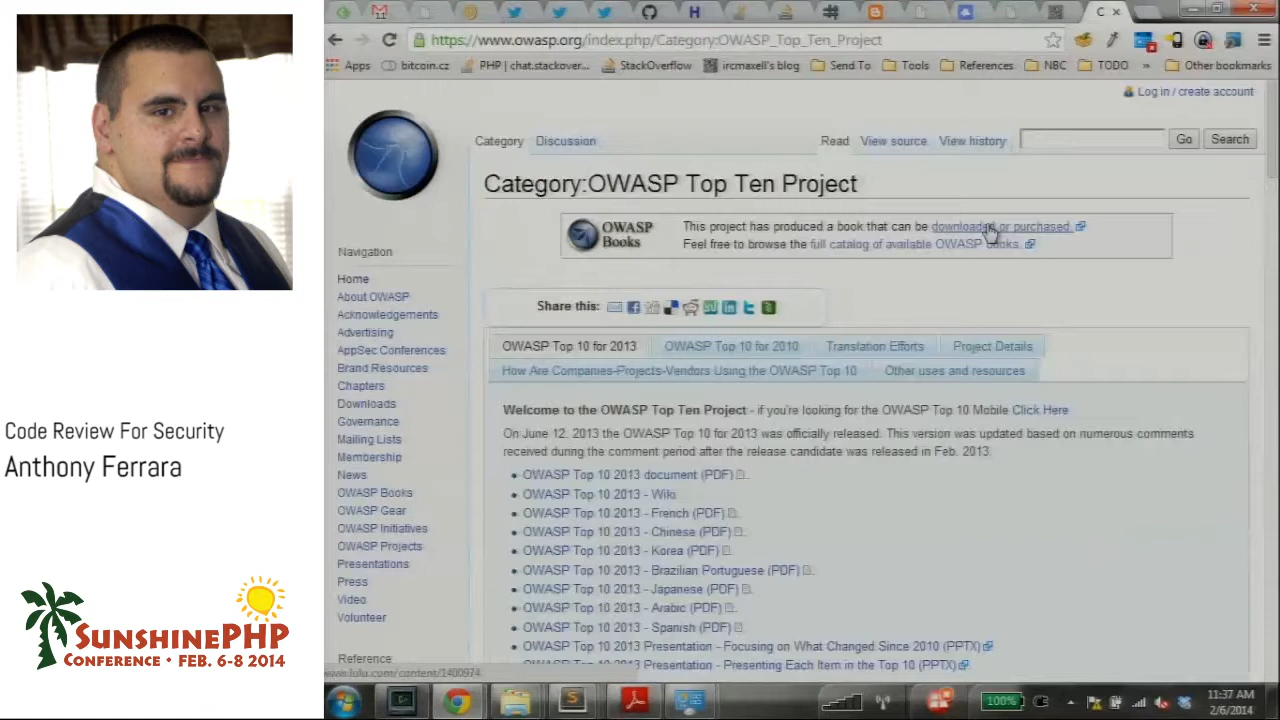 11
C
https://www.owasp.org/index.php/Category:OWASP_Top_Ten_Project
Apps
bitcoin.cz
PHP | chat.stackover...
StackOverflow
ircmaxell's blog
Send To
Tools
References
NBC
TODO
»
Other bookmarks
Log in / create account
Category
Discussion
Read
View source
View history
Go
Search
Category:OWASP Top Ten Project
OWASP
Books
This project has produced a book that can be downloaded or purchased.
Feel free to browse the full catalog of available OWASP books.
Share this:
OWASP Top 10 for 2013
OWASP Top 10 for 2010
Translation Efforts
Project Details
How Are Companies-Projects-Vendors Using the OWASP Top 10
Other uses and resources
Welcome to the OWASP Top Ten Project - if you're looking for the OWASP Top 10 Mobile Click Here
On June 12. 2013 the OWASP Top 10 for 2013 was officially released. This version was updated based on numerous comments
received during the comment period after the release candidate was released in Feb. 2013.
• OWASP Top 10 2013 document (PDF)
• OWASP Top 10 2013 - Wiki
• OWASP Top 10 2013 - French (PDF)
• OWASP Top 10 2013 - Chinese (PDF)
• OWASP Top 10 2013 - Korea (PDF)
• OWASP Top 10 2013 - Brazilian Portuguese (PDF)
• OWASP Top 10 2013 - Japanese (PDF)
• OWASP Top 10 2013 - Arabic (PDF)
• OWASP Top 10 2013 - Spanish (PDF)
• OWASP Top 10 2013 Presentation - Focusing on What Changed Since 2010 (PPTX)
OWASP Top 10 2013 Presentation - Presenting Each Item in the Top 10 (PPTX)
Navigation
Home
About OWASP
Acknowledgements
Advertising
AppSec Conferences
Brand Resources
Chapters
Downloads
Governance
Mailing Lists
Membership
News
OWASP Books
OWASP Gear
OWASP Initiatives
OWASP Projects
Presentations
Press
Video
Volunteer
Reference
www.lulu.com/content/1400974
100%
11:37 AM
2/6/2014
Code Review For Security
Anthony Ferrara
SUNSHINEPHP
CONFERENCE • FEB. 6-8 2014